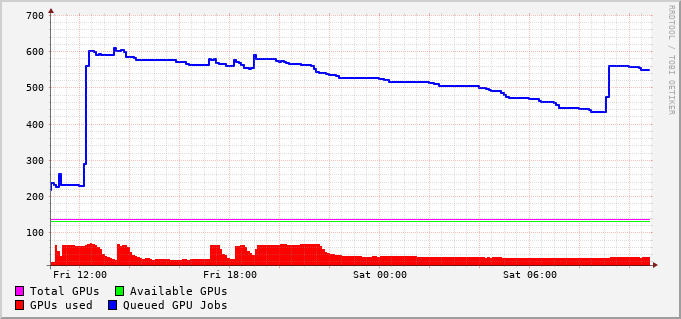 700
600
500
400
300
200
100
Fri 12:00 Fri 18:00 Sat 00:00 Sat 06:00
Total GPUs Available GPUs
GPUs used Queued GPU Jobs
RRDTOOL / TOBI OETIKER